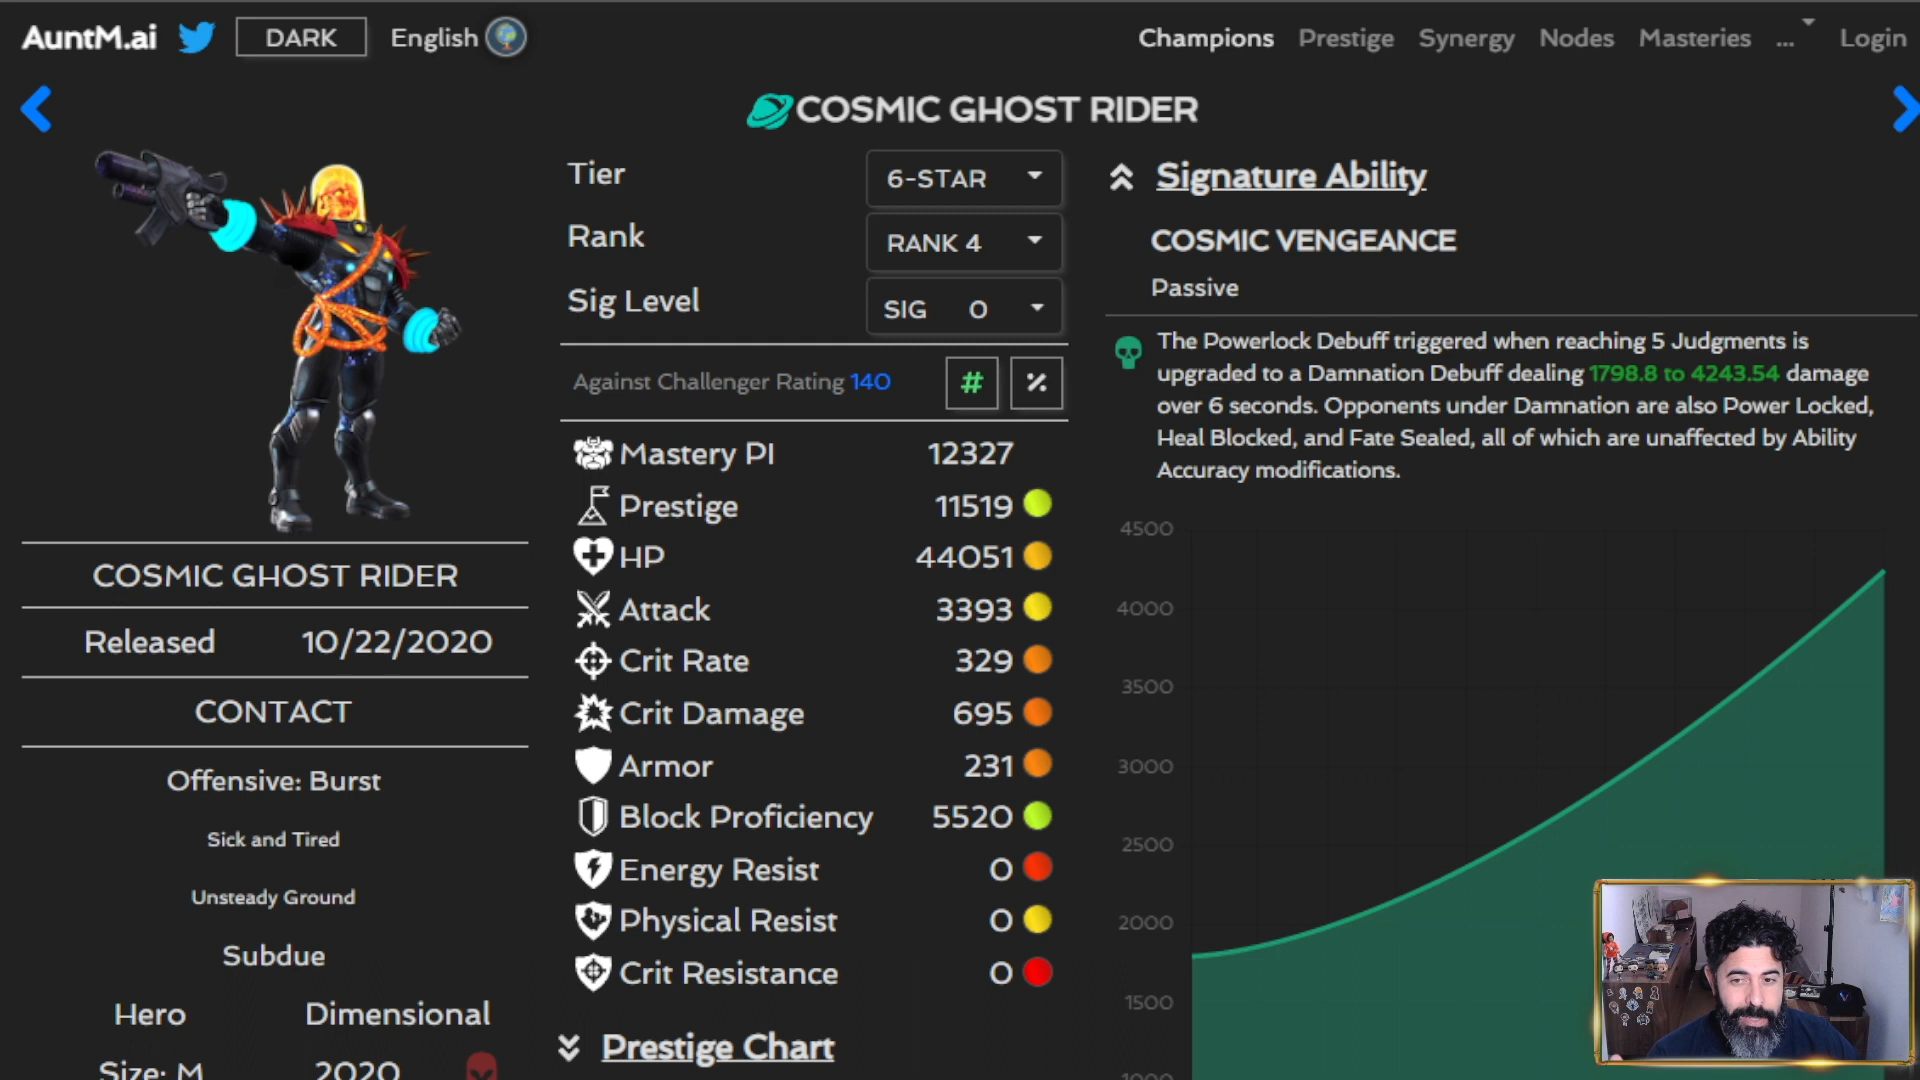 AuntM.ai DARK English Champions Prestige Synergy Nodes Masteries ... Login
COSMIC GHOST RIDER
COSMIC GHOST RIDER
Released 10/22/2020
CONTACT
Offensive: Burst
Sick and Tired
Unsteady Ground
Subdue
Hero Dimensional
Size: M 2020
Tier 6-STAR
Rank RANK 4
Sig Level SIG 0
Against Challenger Rating 140 # %
Mastery PI 12327
Prestige 11519
HP 44051
Attack 3393
Crit Rate 329
Crit Damage 695
Armor 231
Block Proficiency 5520
Energy Resist 0
Physical Resist 0
Crit Resistance 0
Prestige Chart
Signature Ability
COSMIC VENGEANCE
Passive
The Powerlock Debuff triggered when reaching 5 Judgments is
upgraded to a Damnation Debuff dealing 1798.8 to 4243.54 damage
over 6 seconds. Opponents under Damnation are also Power Locked,
Heal Blocked, and Fate Sealed, all of which are unaffected by Ability
Accuracy modifications.
4500
4000
3500
3000
2500
2000
1500
1000